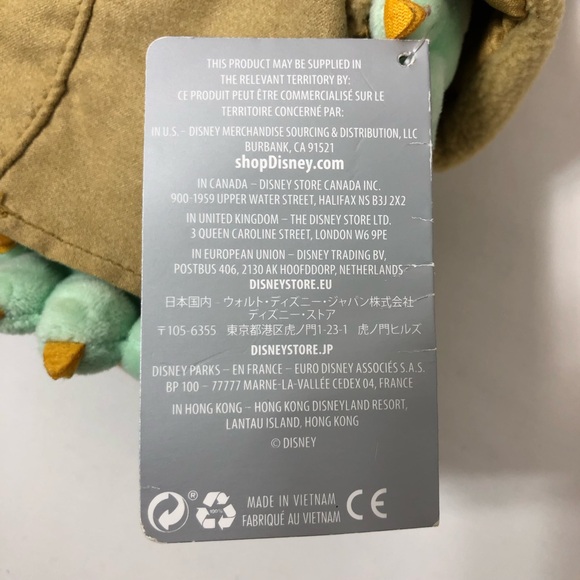 THIS PRODUCT MAY BE SUPPLIED IN
THE RELEVANT TERRITORY BY:
CE PRODUIT PEUT ÊTRE COMMERCIALISÉ SUR LE
TERRITOIRE CONCERNÉ PAR:
IN U.S. – DISNEY MERCHANDISE SOURCING & DISTRIBUTION, LLC
BURBANK, CA 91521
shopDisney.com
IN CANADA – DISNEY STORE CANADA INC.
900-1959 UPPER WATER STREET, HALIFAX NS B3J 2X2
IN UNITED KINGDOM – THE DISNEY STORE LTD.
3 QUEEN CAROLINE STREET, LONDON W6 9PE
IN EUROPEAN UNION – DISNEY TRADING BV,
POSTBUS 406, 2130 AK HOOFDDORP, NETHERLANDS
DISNEYSTORE.EU
日本国内 - ウォルト・ディズニー・ジャパン株式会社
ディズニー・ストア
〒105-6355 東京都港区虎ノ門1-23-1 虎ノ門ヒルズ
DISNEYSTORE.JP
DISNEY PARKS – EN FRANCE – EURO DISNEY ASSOCIÉS S.A.S.
BP 100 – 77777 MARNE-LA-VALLÉE CEDEX 04, FRANCE
IN HONG KONG – HONG KONG DISNEYLAND RESORT,
LANTAU ISLAND, HONG KONG
© DISNEY
®
MADE IN VIETNAM
FABRIQUÉ AU VIETNAM
CE